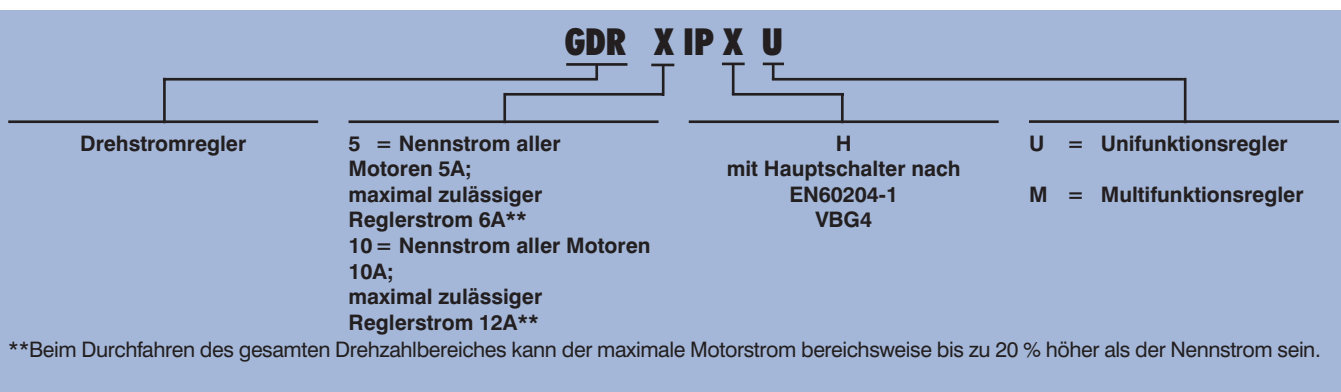 GDR X IP X U
Drehstromregler
5 = Nennstrom aller
Motoren 5A;
maximal zulässiger
Reglerstrom 6A**
10 = Nennstrom aller Motoren
10A;
maximal zulässiger
Reglerstrom 12A**
H
mit Hauptschalter nach
EN60204-1
VBG4
U = Unifunktionsregler
M = Multifunktionsregler
**Beim Durchfahren des gesamten Drehzahlbereiches kann der maximale Motorstrom bereichsweise bis zu 20 % höher als der Nennstrom sein.